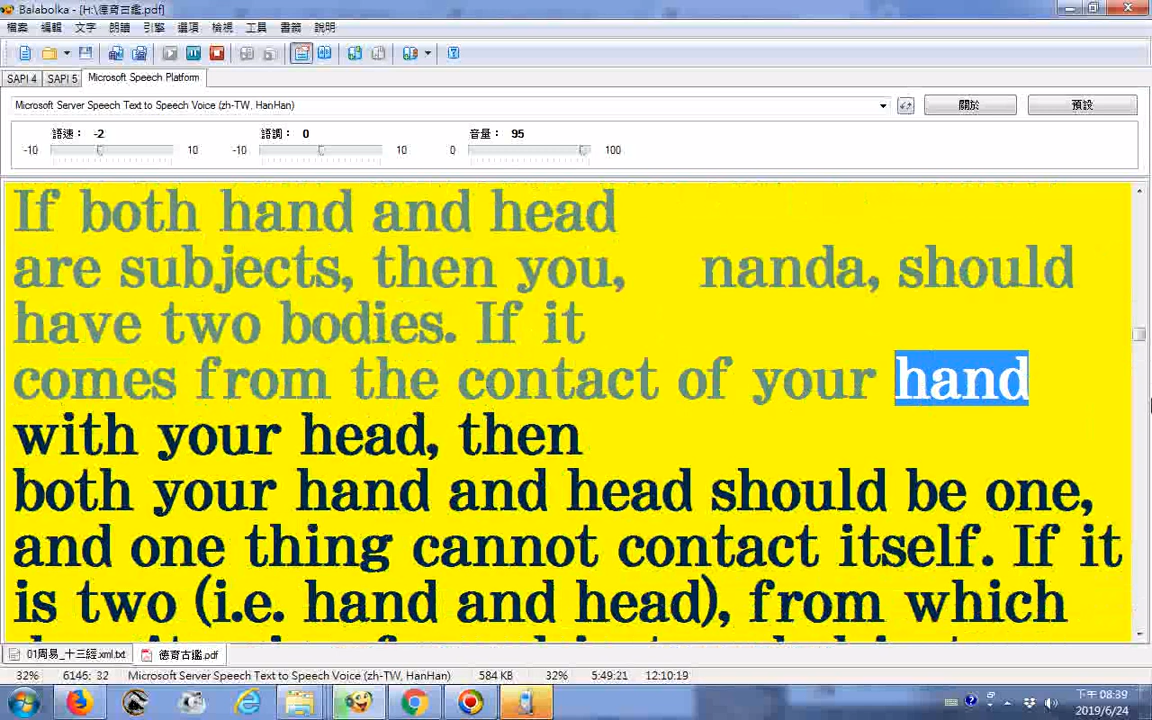 Balabolka - [H:\德育古鑑.pdf]
檔案 編輯 文字 朗讀 引擎 選項 檢視 工具 書籤 說明
SAPI 4 SAPI 5 Microsoft Speech Platform
Microsoft Server Speech Text to Speech Voice (zh-TW, HanHan) 關於 預設
語速： -2 語調： 0 音量： 95
-10 10 -10 10 0 100
If both hand and head
are subjects, then you, nanda, should
have two bodies. If it
comes from the contact of your hand
with your head, then
both your hand and head should be one,
and one thing cannot contact itself. If it
is two (i.e. hand and head), from which
01周易_十三經.xml.txt 德育古鑑.pdf
32% 6146: 32 Microsoft Server Speech Text to Speech Voice (zh-TW, HanHan) 584 KB 32% 5:49:21 12:10:19
下午 08:39
2019/6/24